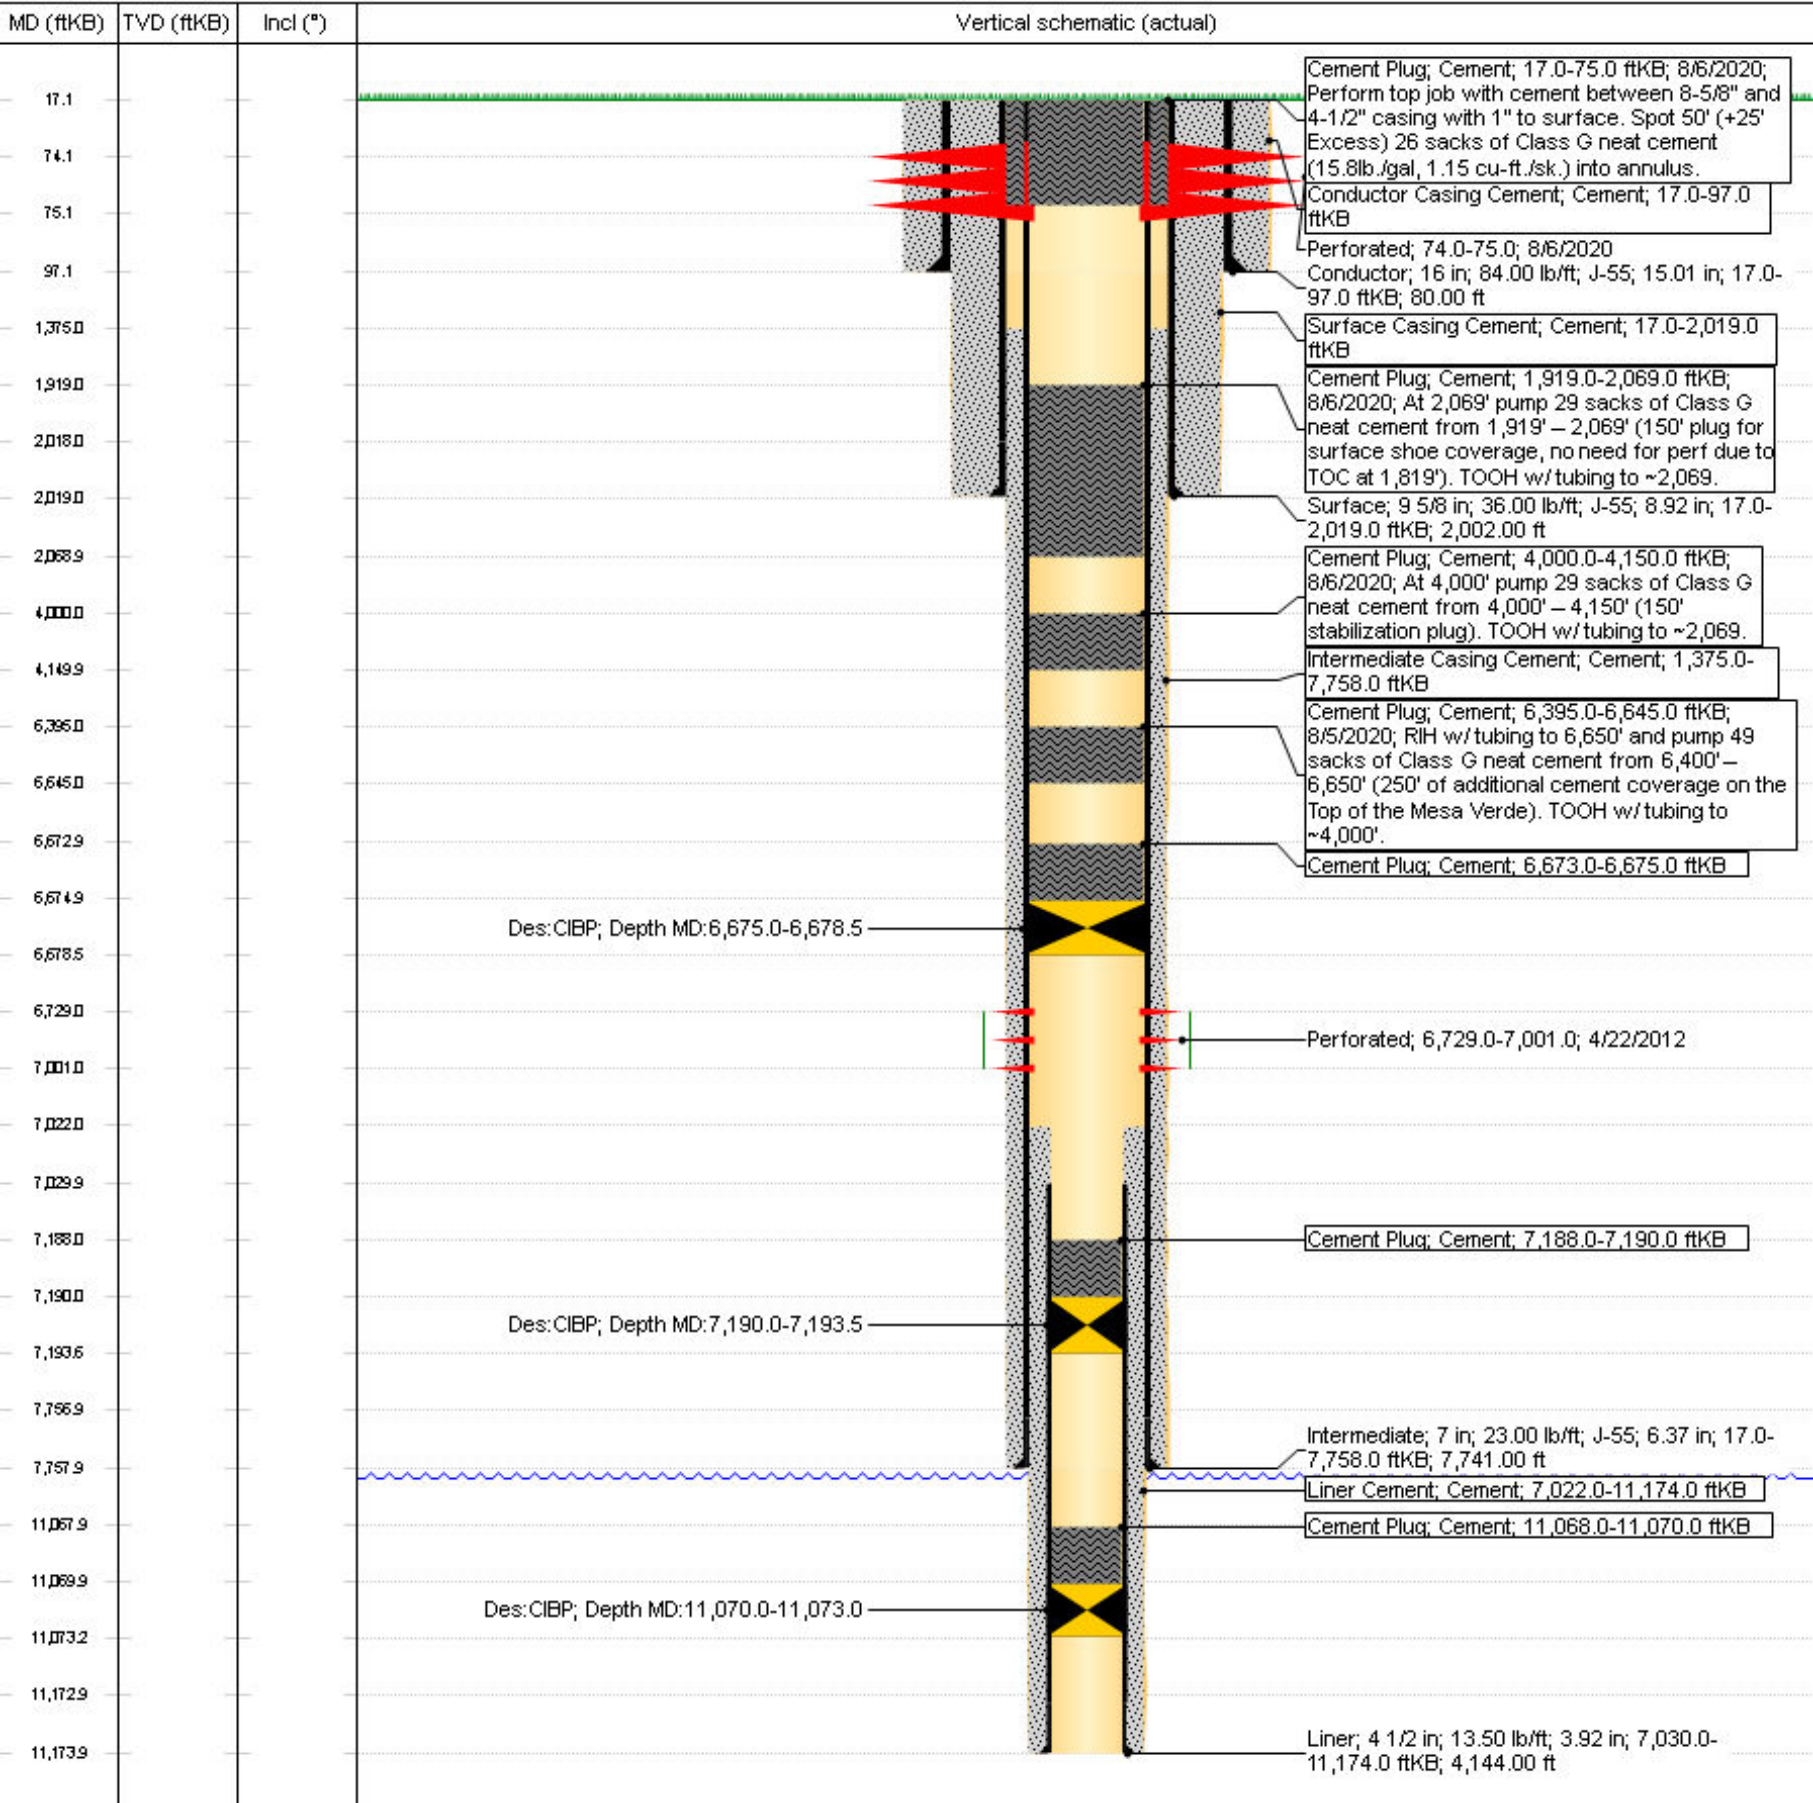 MD (ftKB) TVD (ftKB) Incl (°) Vertical schematic (actual)
17.1
74.1
75.1
97.1
1,375.0
1,919.0
2,018.0
2,019.0
2,068.9
4,000.0
4,149.9
6,395.0
6,645.0
6,672.9
6,674.9
6,678.5
6,729.0
7,001.0
7,022.0
7,029.9
7,188.0
7,190.0
7,193.6
7,756.9
7,757.9
11,067.9
11,069.9
11,073.2
11,172.9
11,173.9
Des:CIBP; Depth MD:6,675.0-6,678.5
Des:CIBP; Depth MD:7,190.0-7,193.5
Des:CIBP; Depth MD:11,070.0-11,073.0
Cement Plug; Cement; 17.0-75.0 ftKB; 8/6/2020;
Perform top job with cement between 8-5/8" and
4-1/2" casing with 1" to surface. Spot 50' (+25'
Excess) 26 sacks of Class G neat cement
(15.8lb./gal, 1.15 cu-ft./sk.) into annulus.
Conductor Casing Cement; Cement; 17.0-97.0
ftKB
Perforated; 74.0-75.0; 8/6/2020
Conductor; 16 in; 84.00 lb/ft; J-55; 15.01 in; 17.0-
97.0 ftKB; 80.00 ft
Surface Casing Cement; Cement; 17.0-2,019.0
ftKB
Cement Plug; Cement; 1,919.0-2,069.0 ftKB;
8/6/2020; At 2,069' pump 29 sacks of Class G
neat cement from 1,919' – 2,069' (150' plug for
surface shoe coverage, no need for perf due to
TOC at 1,819'). TOOH w/ tubing to ~2,069.
Surface; 9 5/8 in; 36.00 lb/ft; J-55; 8.92 in; 17.0-
2,019.0 ftKB; 2,002.00 ft
Cement Plug; Cement; 4,000.0-4,150.0 ftKB;
8/6/2020; At 4,000' pump 29 sacks of Class G
neat cement from 4,000' – 4,150' (150'
stabilization plug). TOOH w/ tubing to ~2,069.
Intermediate Casing Cement; Cement; 1,375.0-
7,758.0 ftKB
Cement Plug; Cement; 6,395.0-6,645.0 ftKB;
8/5/2020; RIH w/ tubing to 6,650' and pump 49
sacks of Class G neat cement from 6,400' –
6,650' (250' of additional cement coverage on the
Top of the Mesa Verde). TOOH w/ tubing to
~4,000'.
Cement Plug; Cement; 6,673.0-6,675.0 ftKB
Perforated; 6,729.0-7,001.0; 4/22/2012
Cement Plug; Cement; 7,188.0-7,190.0 ftKB
Intermediate; 7 in; 23.00 lb/ft; J-55; 6.37 in; 17.0-
7,758.0 ftKB; 7,741.00 ft
Liner Cement; Cement; 7,022.0-11,174.0 ftKB
Cement Plug; Cement; 11,068.0-11,070.0 ftKB
Liner; 4 1/2 in; 13.50 lb/ft; 3.92 in; 7,030.0-
11,174.0 ftKB; 4,144.00 ft